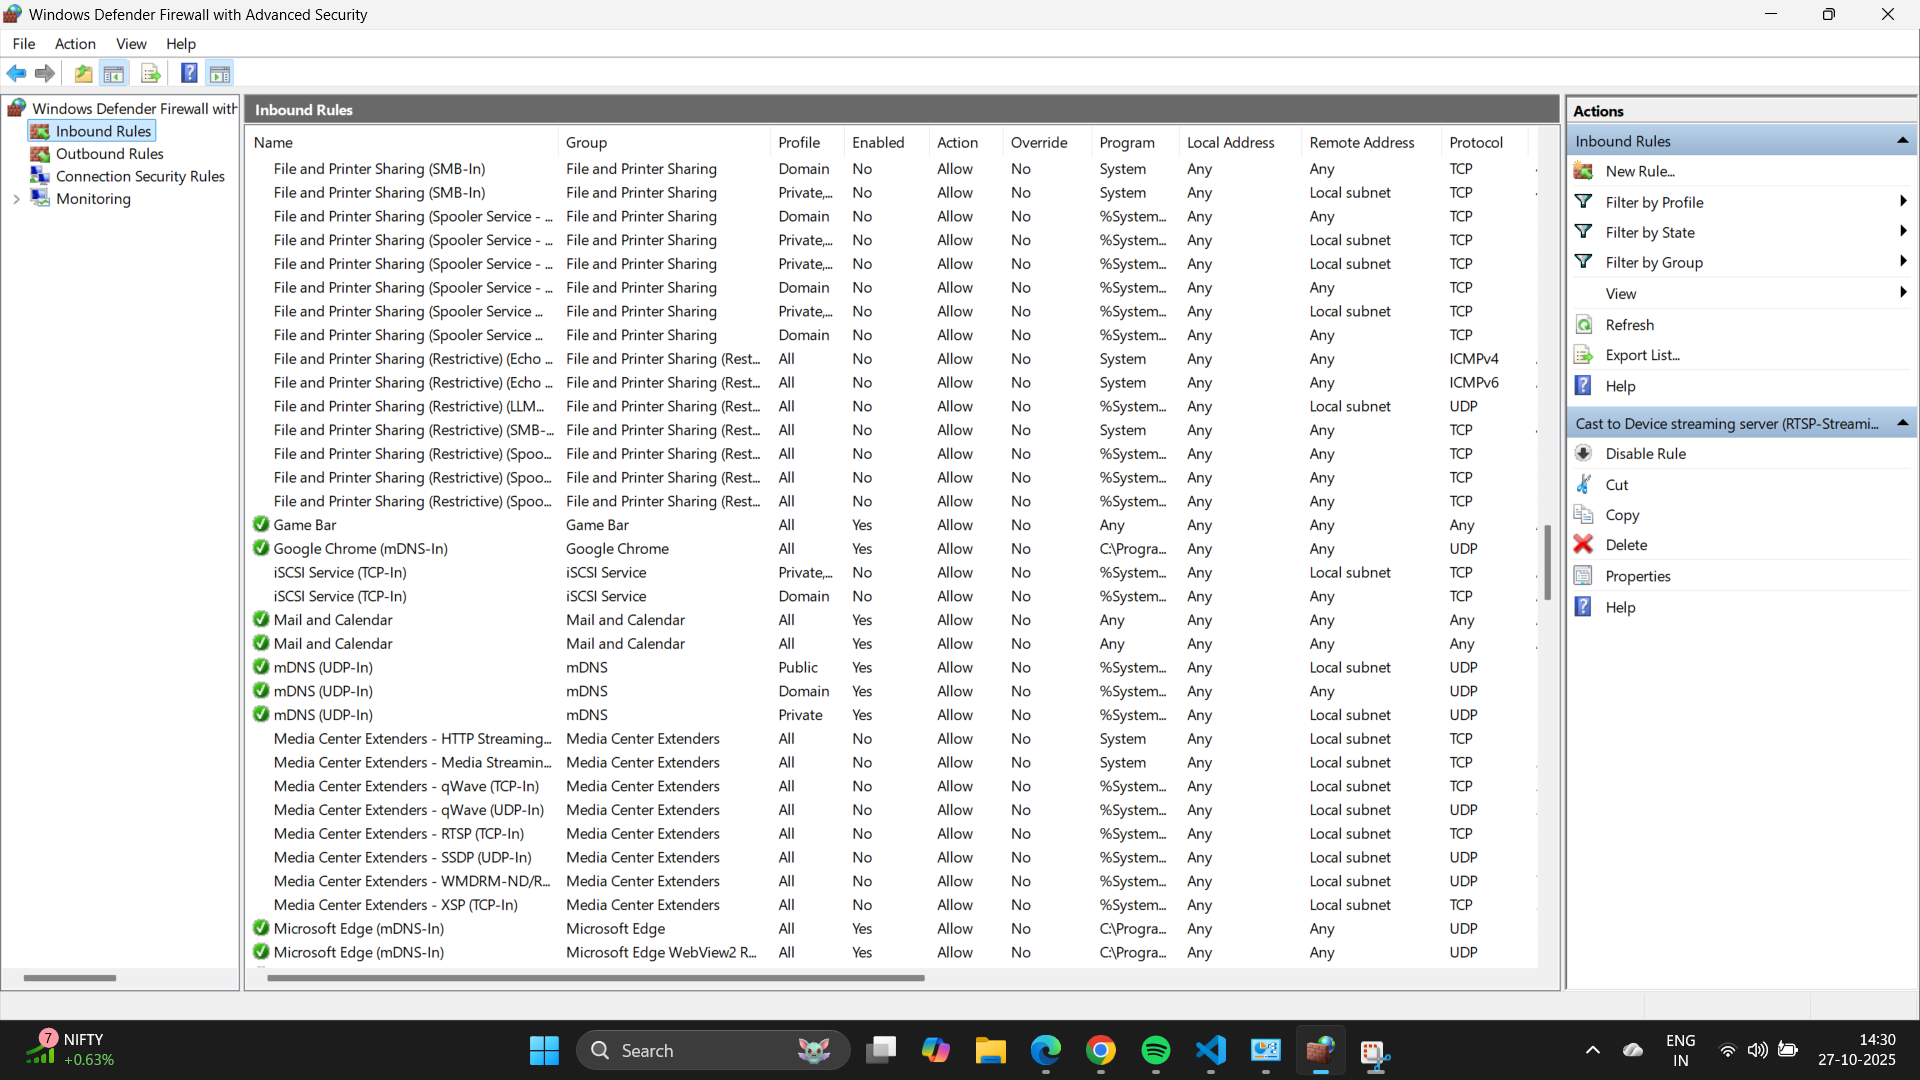 Windows Defender Firewall with Advanced Security
File Action View Help
Windows Defender Firewall with
Inbound Rules
Outbound Rules
Connection Security Rules
Monitoring
Inbound Rules
Name Group Profile Enabled Action Override Program Local Address Remote Address Protocol
File and Printer Sharing (SMB-In) File and Printer Sharing Domain No Allow No System Any Any TCP
File and Printer Sharing (SMB-In) File and Printer Sharing Private,... No Allow No System Any Local subnet TCP
File and Printer Sharing (Spooler Service - ... File and Printer Sharing Domain No Allow No %System... Any Any TCP
File and Printer Sharing (Spooler Service - ... File and Printer Sharing Private,... No Allow No %System... Any Local subnet TCP
File and Printer Sharing (Spooler Service - ... File and Printer Sharing Private,... No Allow No %System... Any Local subnet TCP
File and Printer Sharing (Spooler Service - ... File and Printer Sharing Domain No Allow No %System... Any Any TCP
File and Printer Sharing (Spooler Service ... File and Printer Sharing Private,... No Allow No %System... Any Local subnet TCP
File and Printer Sharing (Spooler Service ... File and Printer Sharing Domain No Allow No %System... Any Any TCP
File and Printer Sharing (Restrictive) (Echo ... File and Printer Sharing (Rest... All No Allow No System Any Any ICMPv4
File and Printer Sharing (Restrictive) (Echo ... File and Printer Sharing (Rest... All No Allow No System Any Any ICMPv6
File and Printer Sharing (Restrictive) (LLM... File and Printer Sharing (Rest... All No Allow No %System... Any Local subnet UDP
File and Printer Sharing (Restrictive) (SMB-... File and Printer Sharing (Rest... All No Allow No System Any Any TCP
File and Printer Sharing (Restrictive) (Spoo... File and Printer Sharing (Rest... All No Allow No %System... Any Any TCP
File and Printer Sharing (Restrictive) (Spoo... File and Printer Sharing (Rest... All No Allow No %System... Any Any TCP
File and Printer Sharing (Restrictive) (Spoo... File and Printer Sharing (Rest... All No Allow No %System... Any Any TCP
Game Bar Game Bar All Yes Allow No Any Any Any Any
Google Chrome (mDNS-In) Google Chrome All Yes Allow No C:\Progra... Any Any UDP
iSCSI Service (TCP-In) iSCSI Service Private,... No Allow No %System... Any Local subnet TCP
iSCSI Service (TCP-In) iSCSI Service Domain No Allow No %System... Any Any TCP
Mail and Calendar Mail and Calendar All Yes Allow No Any Any Any Any
Mail and Calendar Mail and Calendar All Yes Allow No Any Any Any Any
mDNS (UDP-In) mDNS Public Yes Allow No %System... Any Local subnet UDP
mDNS (UDP-In) mDNS Domain Yes Allow No %System... Any Any UDP
mDNS (UDP-In) mDNS Private Yes Allow No %System... Any Local subnet UDP
Media Center Extenders - HTTP Streaming... Media Center Extenders All No Allow No System Any Local subnet TCP
Media Center Extenders - Media Streamin... Media Center Extenders All No Allow No System Any Local subnet TCP
Media Center Extenders - qWave (TCP-In) Media Center Extenders All No Allow No %System... Any Local subnet TCP
Media Center Extenders - qWave (UDP-In) Media Center Extenders All No Allow No %System... Any Local subnet UDP
Media Center Extenders - RTSP (TCP-In) Media Center Extenders All No Allow No %System... Any Local subnet TCP
Media Center Extenders - SSDP (UDP-In) Media Center Extenders All No Allow No %System... Any Local subnet UDP
Media Center Extenders - WMDRM-ND/R... Media Center Extenders All No Allow No %System... Any Local subnet UDP
Media Center Extenders - XSP (TCP-In) Media Center Extenders All No Allow No %System... Any Local subnet TCP
Microsoft Edge (mDNS-In) Microsoft Edge All Yes Allow No C:\Progra... Any Any UDP
Microsoft Edge (mDNS-In) Microsoft Edge WebView2 R... All Yes Allow No C:\Progra... Any Any UDP
Actions
Inbound Rules
New Rule...
Filter by Profile
Filter by State
Filter by Group
View
Refresh
Export List...
Help
Cast to Device streaming server (RTSP-Streami...
Disable Rule
Cut
Copy
Delete
Properties
Help
7 NIFTY
+0.63%
Search
ENG
IN
14:30
27-10-2025